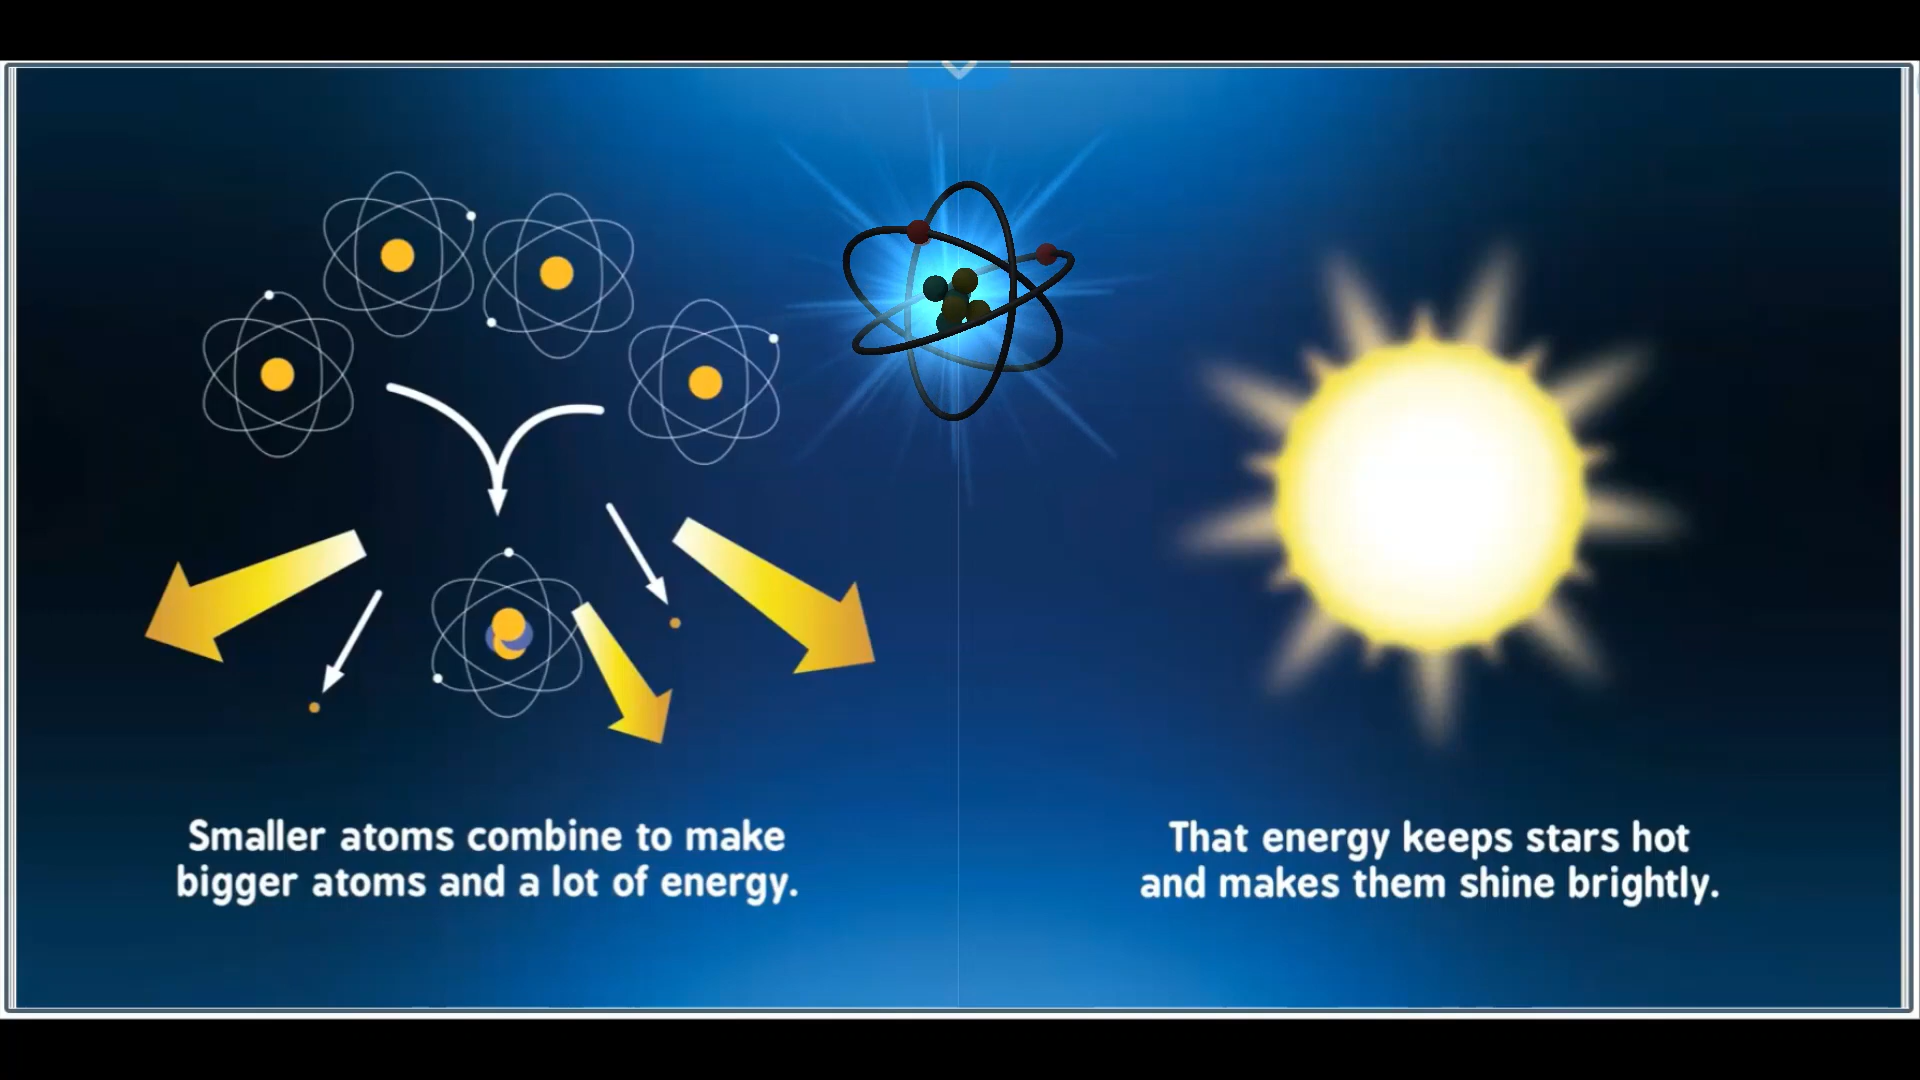 Smaller atoms combine to make
bigger atoms and a lot of energy.
That energy keeps stars hot
and makes them shine brightly.